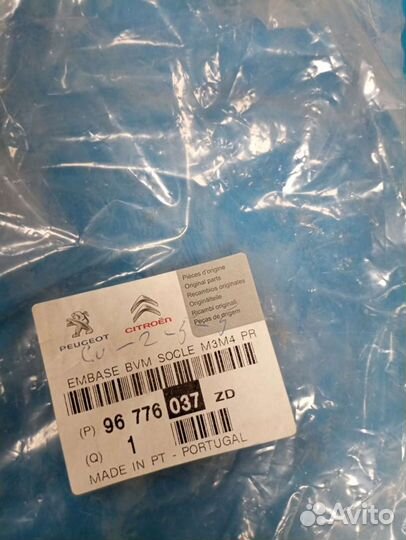 Pièces d'origine
Original parts
Recambios originales
Originalteile
Ricambi originali
Peças de origem
PEUGEOT CITROËN
EMBASE BVM SOCLE M3M4 PR
(P) 96 776 037 ZD
(Q) 1
MADE IN PT - PORTUGAL
Avito